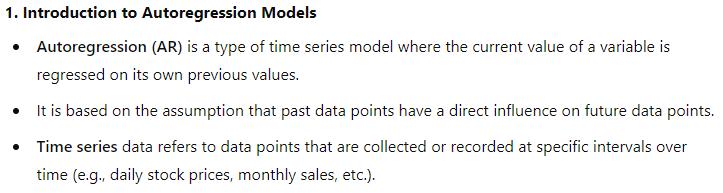 1. Introduction to Autoregression Models
• Autoregression (AR) is a type of time series model where the current value of a variable is
regressed on its own previous values.
• It is based on the assumption that past data points have a direct influence on future data points.
• Time series data refers to data points that are collected or recorded at specific intervals over
time (e.g., daily stock prices, monthly sales, etc.).